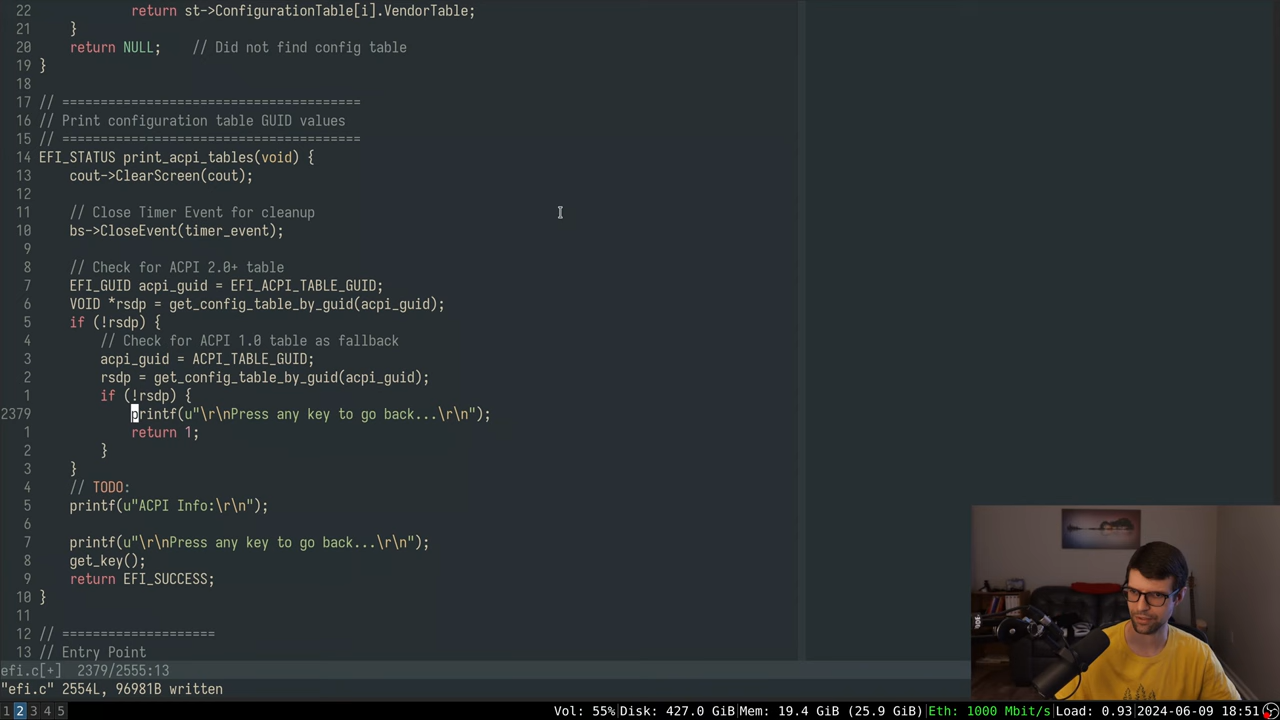 22             return st->ConfigurationTable[i].VendorTable;
21     }
20     return NULL;    // Did not find config table
19 }
18
17 // =======================================
16 // Print configuration table GUID values
15 // =======================================
14 EFI_STATUS print_acpi_tables(void) {
13     cout->ClearScreen(cout);
12
11     // Close Timer Event for cleanup
10     bs->CloseEvent(timer_event);
9
8     // Check for ACPI 2.0+ table
7     EFI_GUID acpi_guid = EFI_ACPI_TABLE_GUID;
6     VOID *rsdp = get_config_table_by_guid(acpi_guid);
5     if (!rsdp) {
4         // Check for ACPI 1.0 table as fallback
3         acpi_guid = ACPI_TABLE_GUID;
2         rsdp = get_config_table_by_guid(acpi_guid);
1         if (!rsdp) {
2379             printf(u"\r\nPress any key to go back...\r\n");
1             return 1;
2         }
3     }
4     // TODO:
5     printf(u"ACPI Info:\r\n");
6
7     printf(u"\r\nPress any key to go back...\r\n");
8     get_key();
9     return EFI_SUCCESS;
10 }
11
12 // ====================
13 // Entry Point
efi.c[+]  2379/2555:13
"efi.c" 2554L, 96981B written
1 2 3 4 5 Vol: 55%|Disk: 427.0 GiB|Mem: 19.4 GiB (25.9 GiB)|Eth: 1000 Mbit/s|Load: 0.93|2024-06-09 18:51